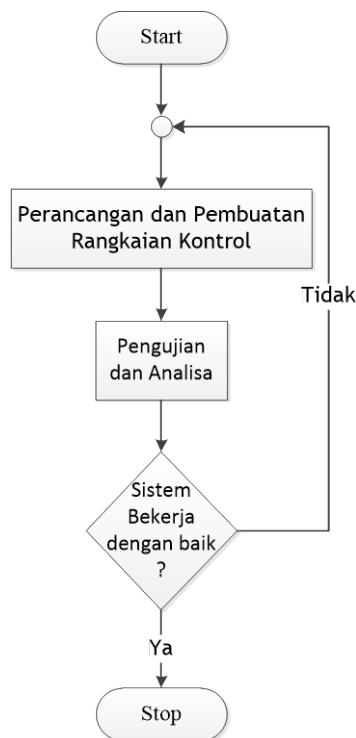 Start
Perancangan dan Pembuatan
Rangkaian Kontrol
Tidak
Pengujian
dan Analisa
Sistem
Bekerja
dengan baik
?
Ya
Stop